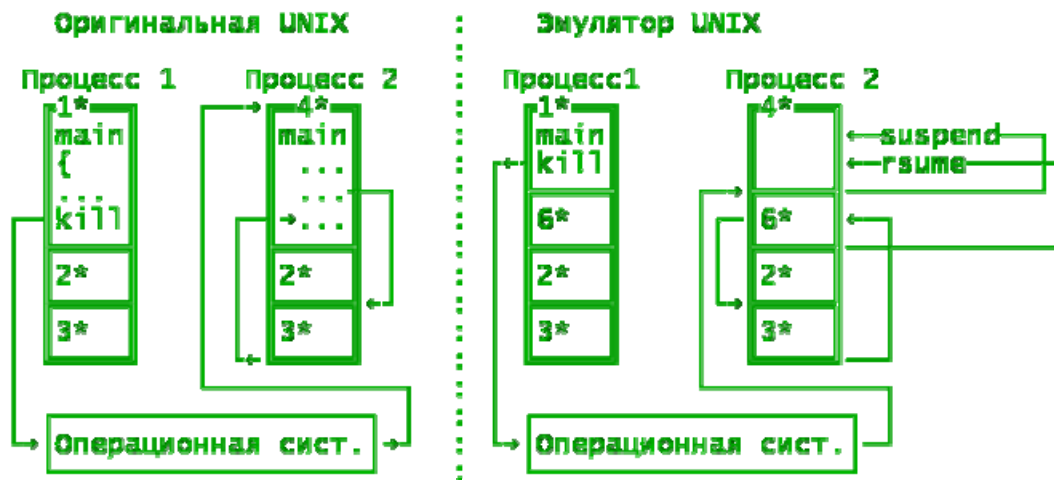 Оригинальная UNIX
Процесс 1
1*
main
{
...
kill
2*
3*
Процесс 2
4*
main
...
...
...
2*
3*
Операционная сист.
Эмулятор UNIX
Процесс1
1*
main
kill
6*
2*
3*
Процесс 2
4*
suspend
rsume
6*
2*
3*
Операционная сист.